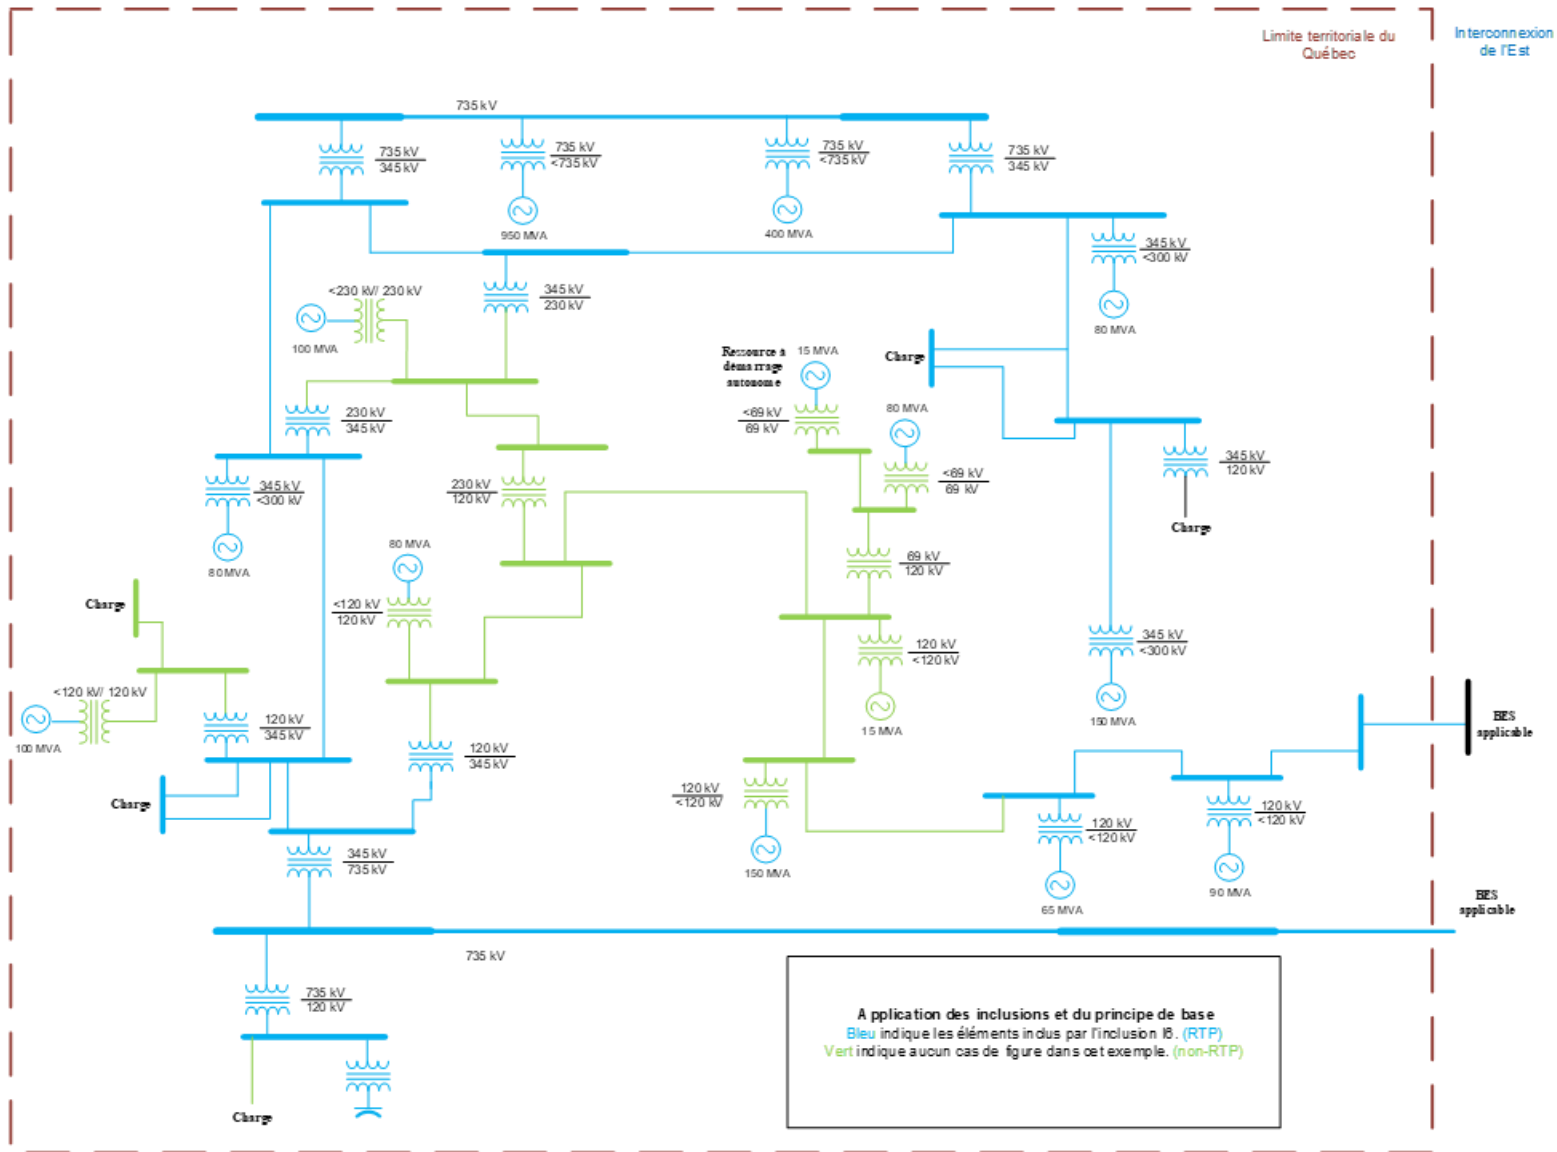 Limite territoriale du
Québec
Interconnexion
de l'Est
735 kV
735 kV
345 kV
735 kV
<735 kV
735 kV
<735 kV
735 kV
345 kV
950 MVA
400 MVA
345 kV
<300 kV
80 MVA
<230 kV/ 230 kV
100 MVA
345 kV
230 kV
Ressource à
démarrage
autonome
15 MVA
Charge
<69 kV
69 kV
80 MVA
230 kV
345 kV
<69 kV
69 kV
345 kV
120 kV
Charge
345 kV
<300 kV
80 MVA
230 kV
120 kV
80 MVA
69 kV
120 kV
Charge
<120 kV
120 kV
120 kV
<120 kV
15 MVA
345 kV
<300 kV
150 MVA
<120 kV/ 120 kV
100 MVA
120 kV
345 kV
120 kV
345 kV
BES
applicable
Charge
120 kV
<120 kV
150 MVA
120 kV
<120 kV
65 MVA
120 kV
<120 kV
90 MVA
345 kV
735 kV
BES
applicable
735 kV
735 kV
120 kV
Charge
Application des inclusions et du principe de base
Bleu indique les éléments inclus par l'inclusion I6. (RTP)
Vert indique aucun cas de figure dans cet exemple. (non-RTP)